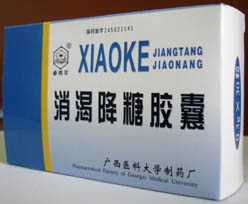 国药准字Z45021141
XIAOKE JIANGTANG
JIAONANG
消渴降糖胶囊
广西医科大学制药厂
Pharmaceutical Factory of Guangxi Medical University